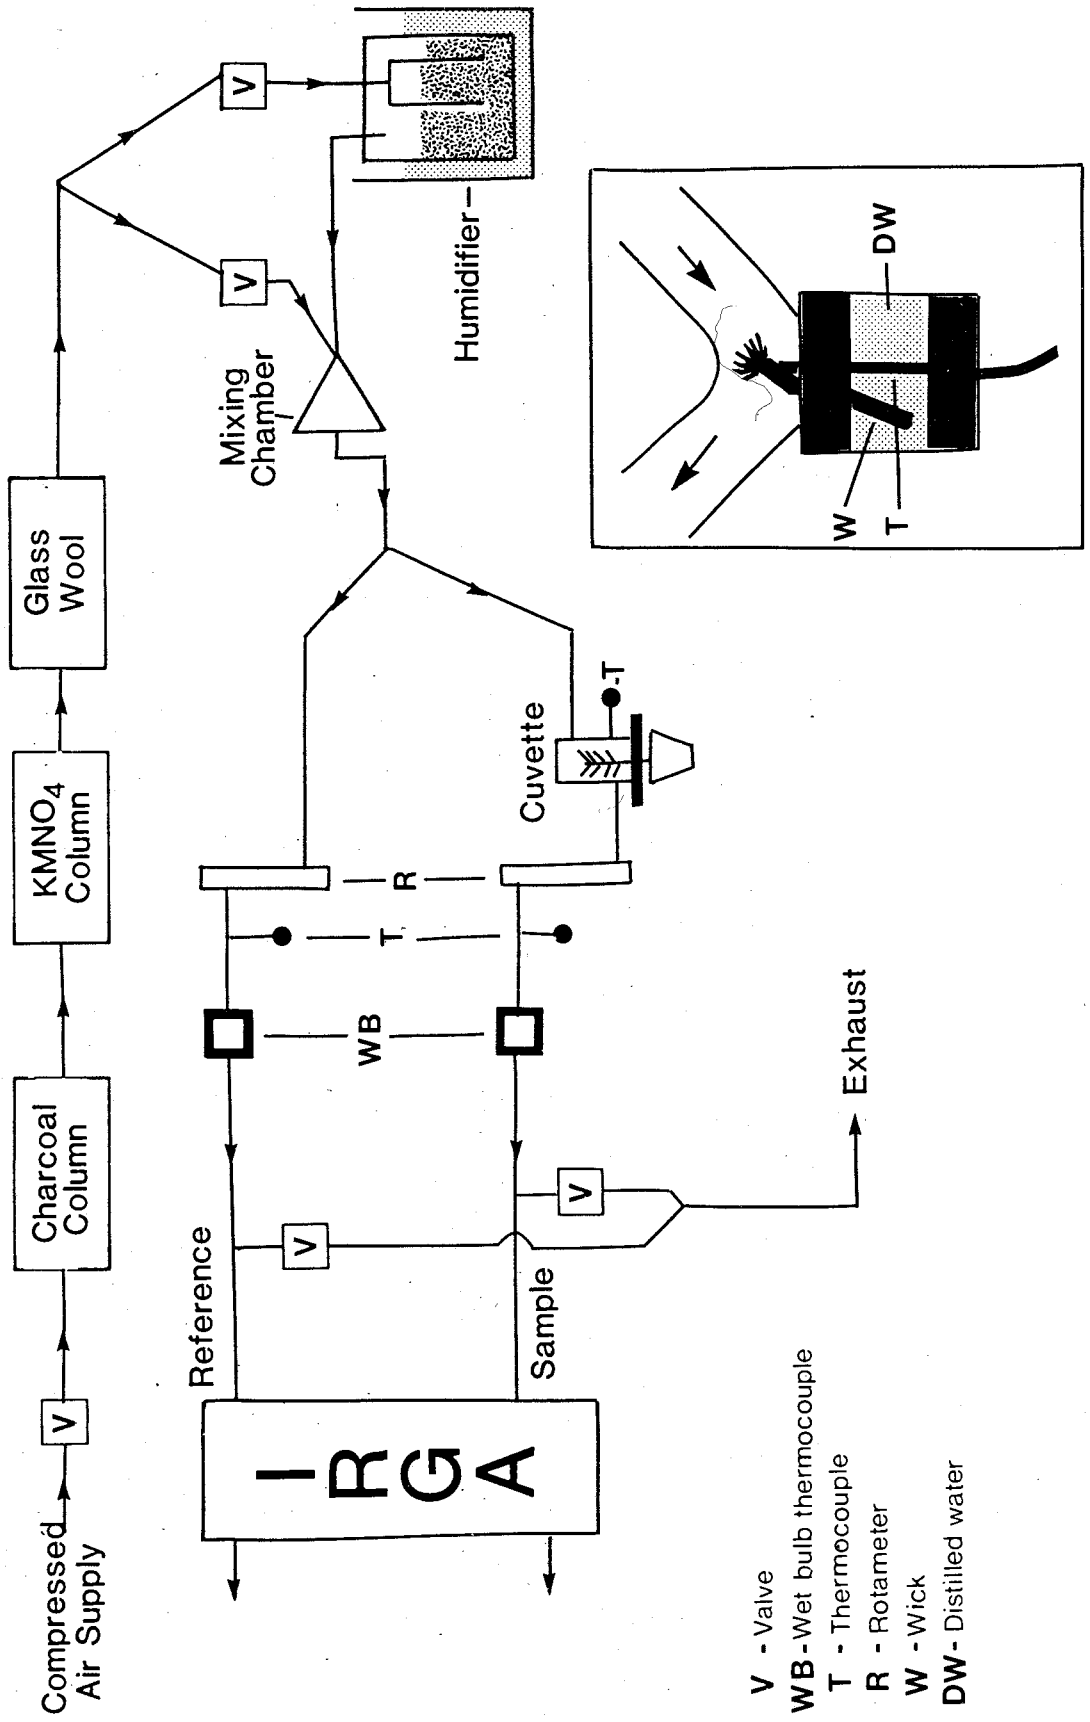 Compressed
Air Supply
V
Charcoal
Column
KMNO4
Column
Glass
Wool
V
V
Mixing
Chamber
Humidifier
Reference
V
WB
T
R
Cuvette
T
Sample
V
Exhaust
I
R
G
A
W
T
DW
V - Valve
WB - Wet bulb thermocouple
T - Thermocouple
R - Rotameter
W - Wick
DW - Distilled water